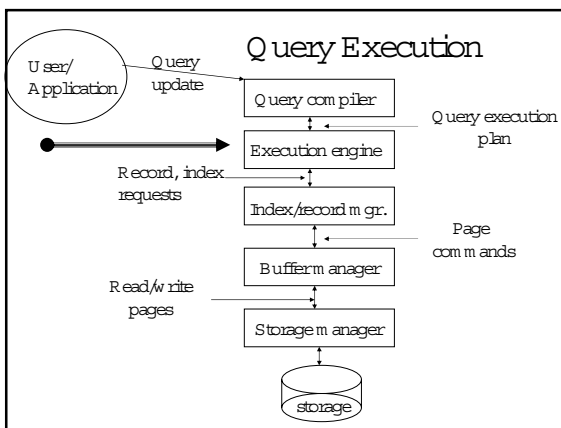 Query Execution
User/
Application
Query
update
Query compiler
Query execution
plan
Execution engine
Record, index
requests
Index/record mgr.
Page
commands
Buffer manager
Read/write
pages
Storage manager
storage